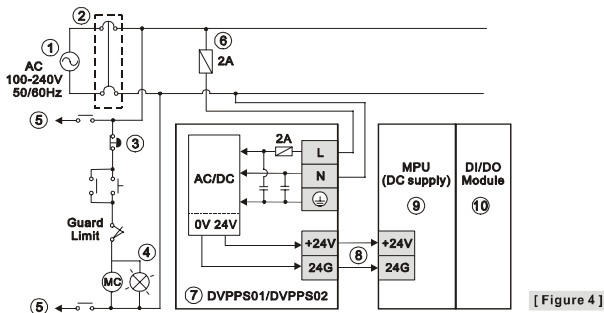 ②
①
AC
100-240V
50/60Hz
⑥
2A
⑤
③
Guard
Limit
④
MC
⑤
2A
L
N
AC/DC
0V 24V
+24V
24G
⑧
⑦ DVPPS01/DVPPS02
MPU
(DC supply)
⑨
+24V
24G
DI/DO
Module
⑩
[ Figure 4 ]